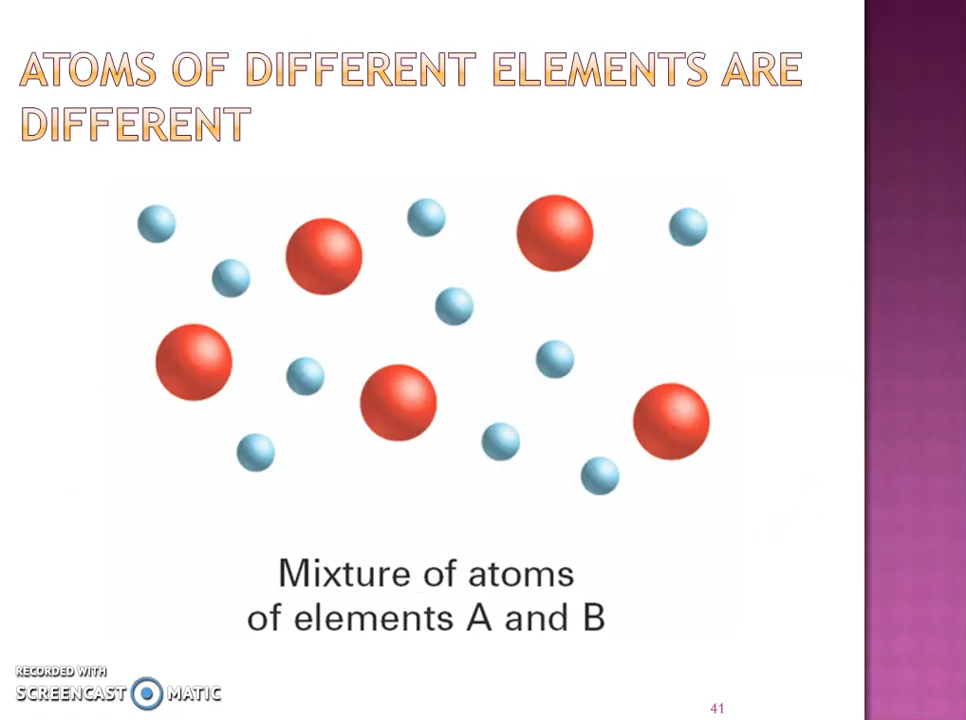 ATOMS OF DIFFERENT ELEMENTS ARE
DIFFERENT
Mixture of atoms
of elements A and B
RECORDED WITH
SCREENCAST MATIC
41